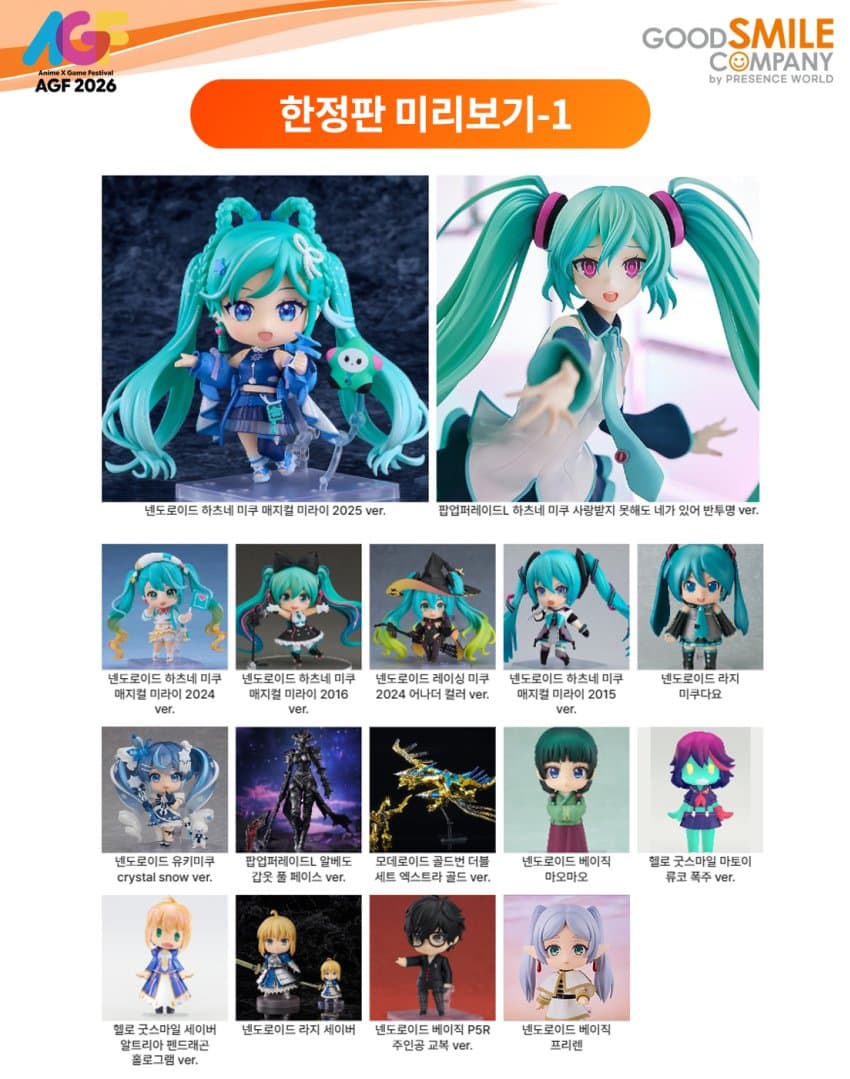 AGF
Anime X Game Festival
AGF 2026
GOOD SMILE
COMPANY
by PRESENCE WORLD
한정판 미리보기-1
넨도로이드 하츠네 미쿠 매지컬 미라이 2025 ver.
팝업퍼레이드L 하츠네 미쿠 사랑받지 못해도 네가 있어 반투명 ver.
넨도로이드 하츠네 미쿠
매지컬 미라이 2024
ver.
넨도로이드 하츠네 미쿠
매지컬 미라이 2016
ver.
넨도로이드 레이싱 미쿠
2024 어나더 컬러 ver.
넨도로이드 하츠네 미쿠
매지컬 미라이 2015
ver.
넨도로이드 라지
미쿠다요
넨도로이드 유키미쿠
crystal snow ver.
팝업퍼레이드L 알베도
갑옷 풀 페이스 ver.
모데로이드 골드번 더블
세트 엑스트라 골드 ver.
넨도로이드 베이직
마오마오
헬로 굿스마일 마토이
류코 폭주 ver.
헬로 굿스마일 세이버
알트리아 펜드래곤
홀로그램 ver.
넨도로이드 라지 세이버
넨도로이드 베이직 P5R
주인공 교복 ver.
넨도로이드 베이직
프리렌